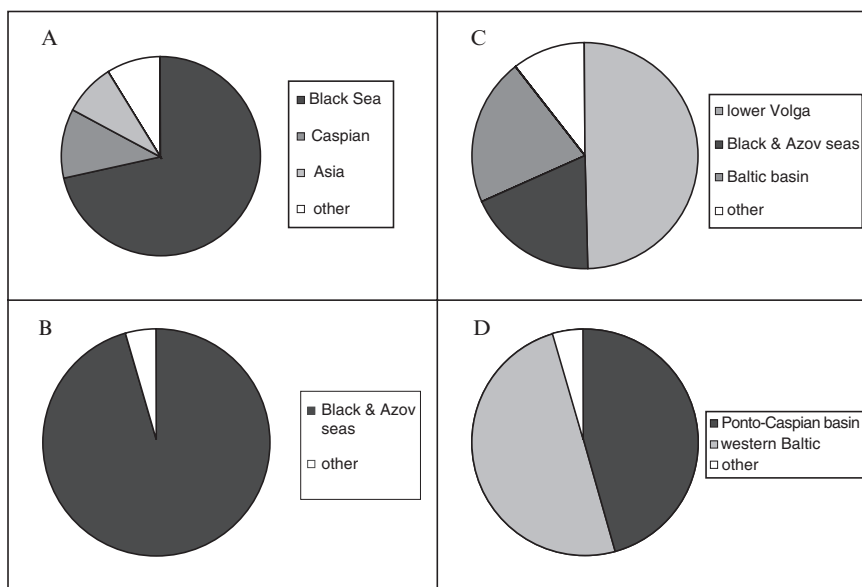 A
Black Sea
Caspian
Asia
other
C
lower Volga
Black & Azov seas
Baltic basin
other
B
Black & Azov
seas
other
D
Ponto-Caspian basin
western Baltic
other